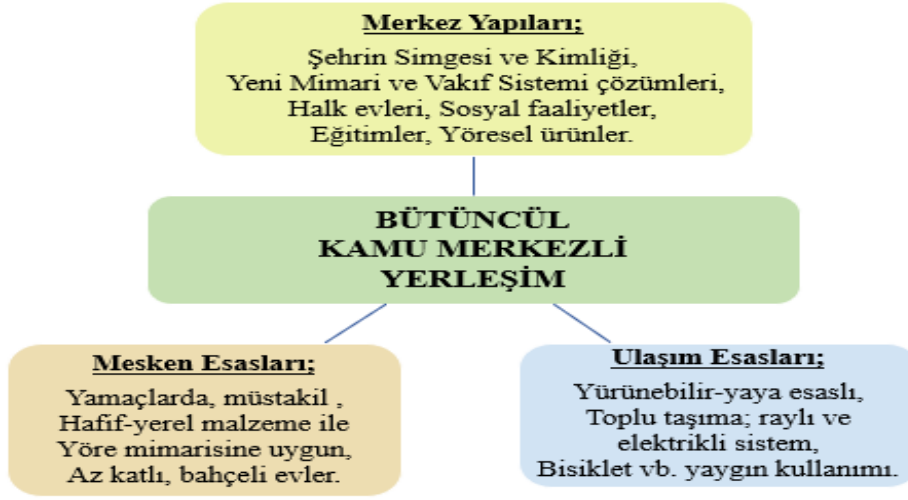 Merkez Yapıları;
Şehrin Simgesi ve Kimliği,
Yeni Mimari ve Vakıf Sistemi çözümleri,
Halk evleri, Sosyal faaliyetler,
Eğitimler, Yöresel ürünler.
BÜTÜNCÜL
KAMU MERKEZLİ
YERLEŞİM
Mesken Esasları;
Yamaçlarda, müstakil ,
Hafif-yerel malzeme ile
Yöre mimarisine uygun,
Az katlı, bahçeli evler.
Ulaşım Esasları;
Yürünebilir-yaya esaslı,
Toplu taşıma; raylı ve
elektrikli sistem,
Bisiklet vb. yaygın kullanımı.